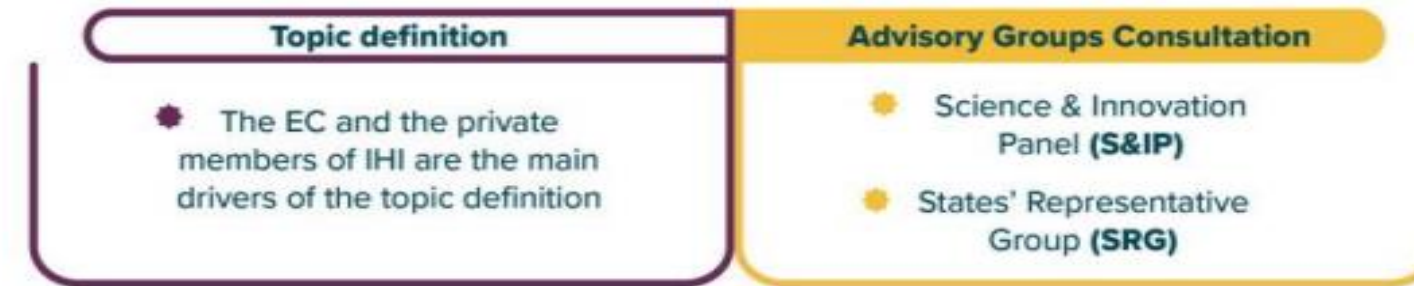 Topic definition
The EC and the private
members of IHI are the main
drivers of the topic definition
Advisory Groups Consultation
Science & Innovation
Panel (S&IP)
States' Representative
Group (SRG)